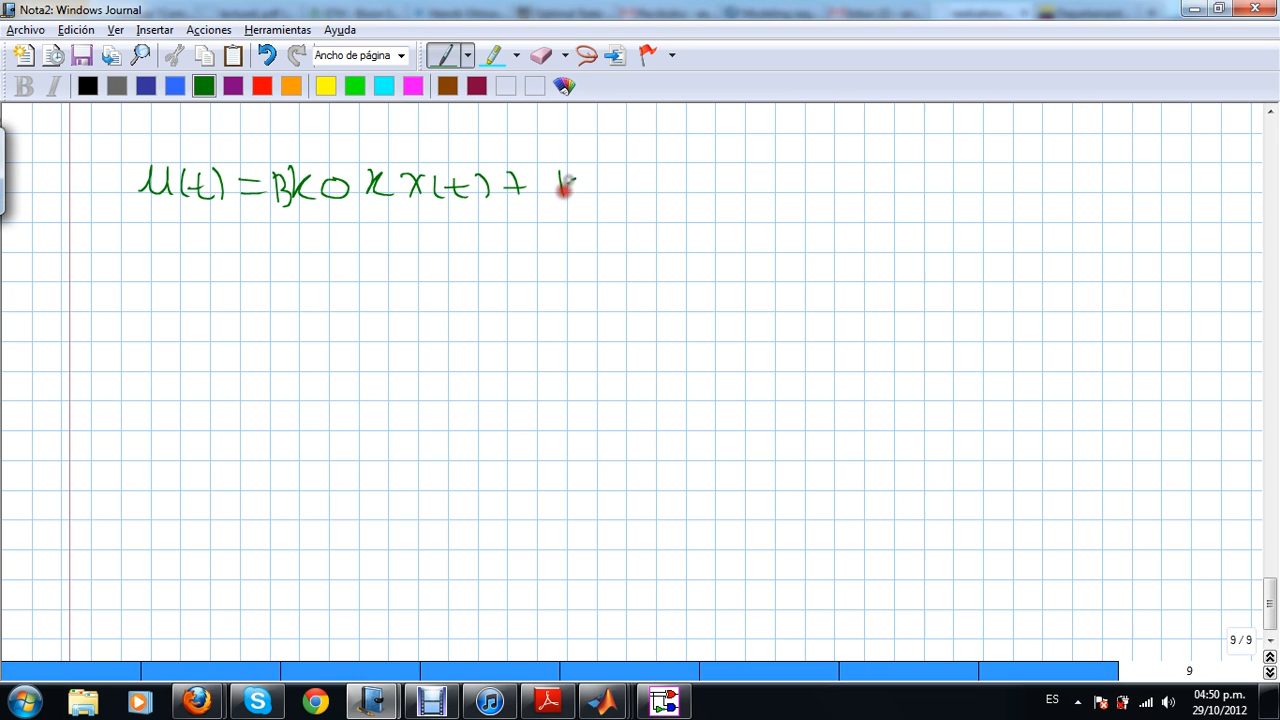 Nota2: Windows Journal
Archivo Edición Ver Insertar Acciones Herramientas Ayuda
Ancho de página
B I
u(t) = x(t) +
9 / 9
9
ES 04:50 p.m.
29/10/2012